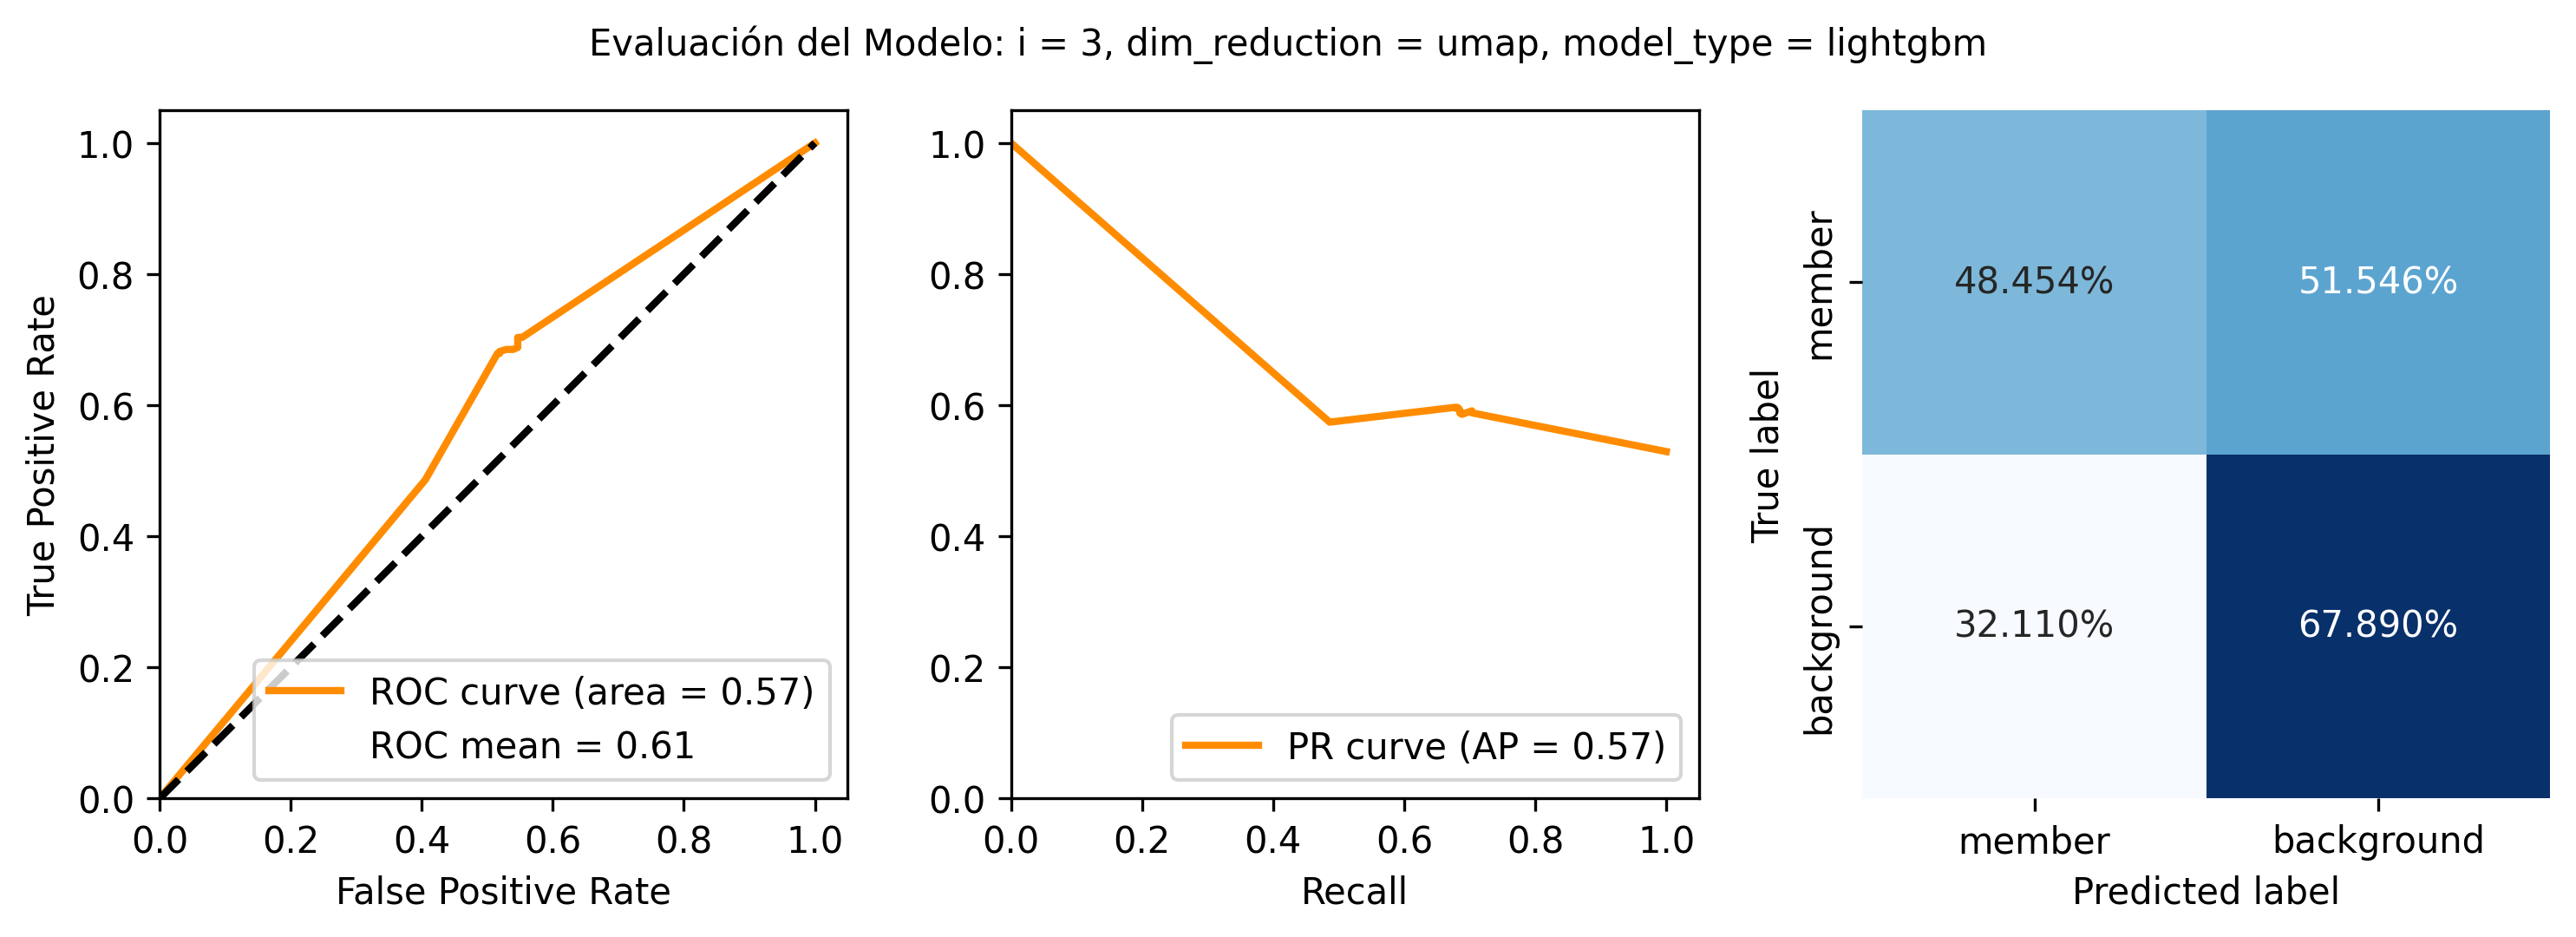 Evaluación del Modelo: i = 3, dim_reduction = umap, model_type = lightgbm
True Positive Rate
1.0
0.8
0.6
0.4
0.2
0.0
ROC curve (area = 0.57)
ROC mean = 0.61
0.0 0.2 0.4 0.6 0.8 1.0
False Positive Rate
1.0
0.8
0.6
0.4
0.2
0.0
PR curve (AP = 0.57)
0.0 0.2 0.4 0.6 0.8 1.0
Recall
True label
member
background
48.454% 51.546%
32.110% 67.890%
member background
Predicted label